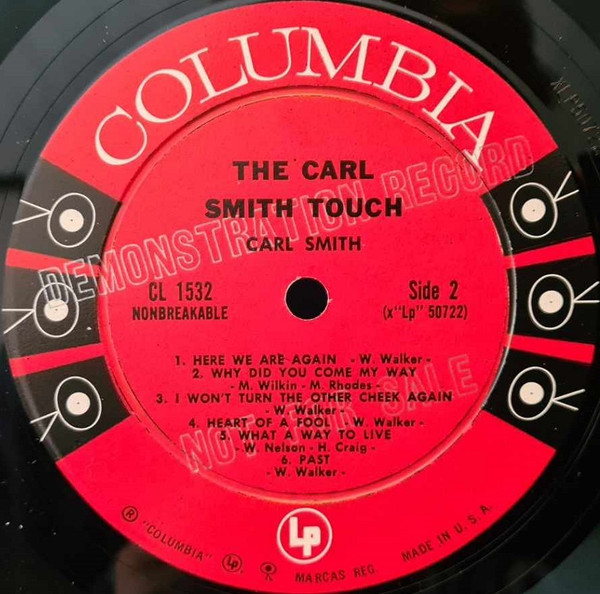 COLUMBIA
THE CARL
SMITH TOUCH
CARL SMITH
DEMONSTRATION RECORD
CL 1532
NONBREAKABLE
Side 2
(x"Lp" 50722)
1. HERE WE ARE AGAIN - W. Walker -
2. WHY DID YOU COME MY WAY
- M. Wilkin - M. Rhodes -
3. I WON'T TURN THE OTHER CHEEK AGAIN
- W. Walker -
4. HEART OF A FOOL - W. Walker -
5. WHAT A WAY TO LIVE
- W. Nelson - H. Craig -
6. PAST
- W. Walker -
NOT FOR SALE
Lp
® "COLUMBIA" Lp. MARCAS REG. MADE IN U. S. A.